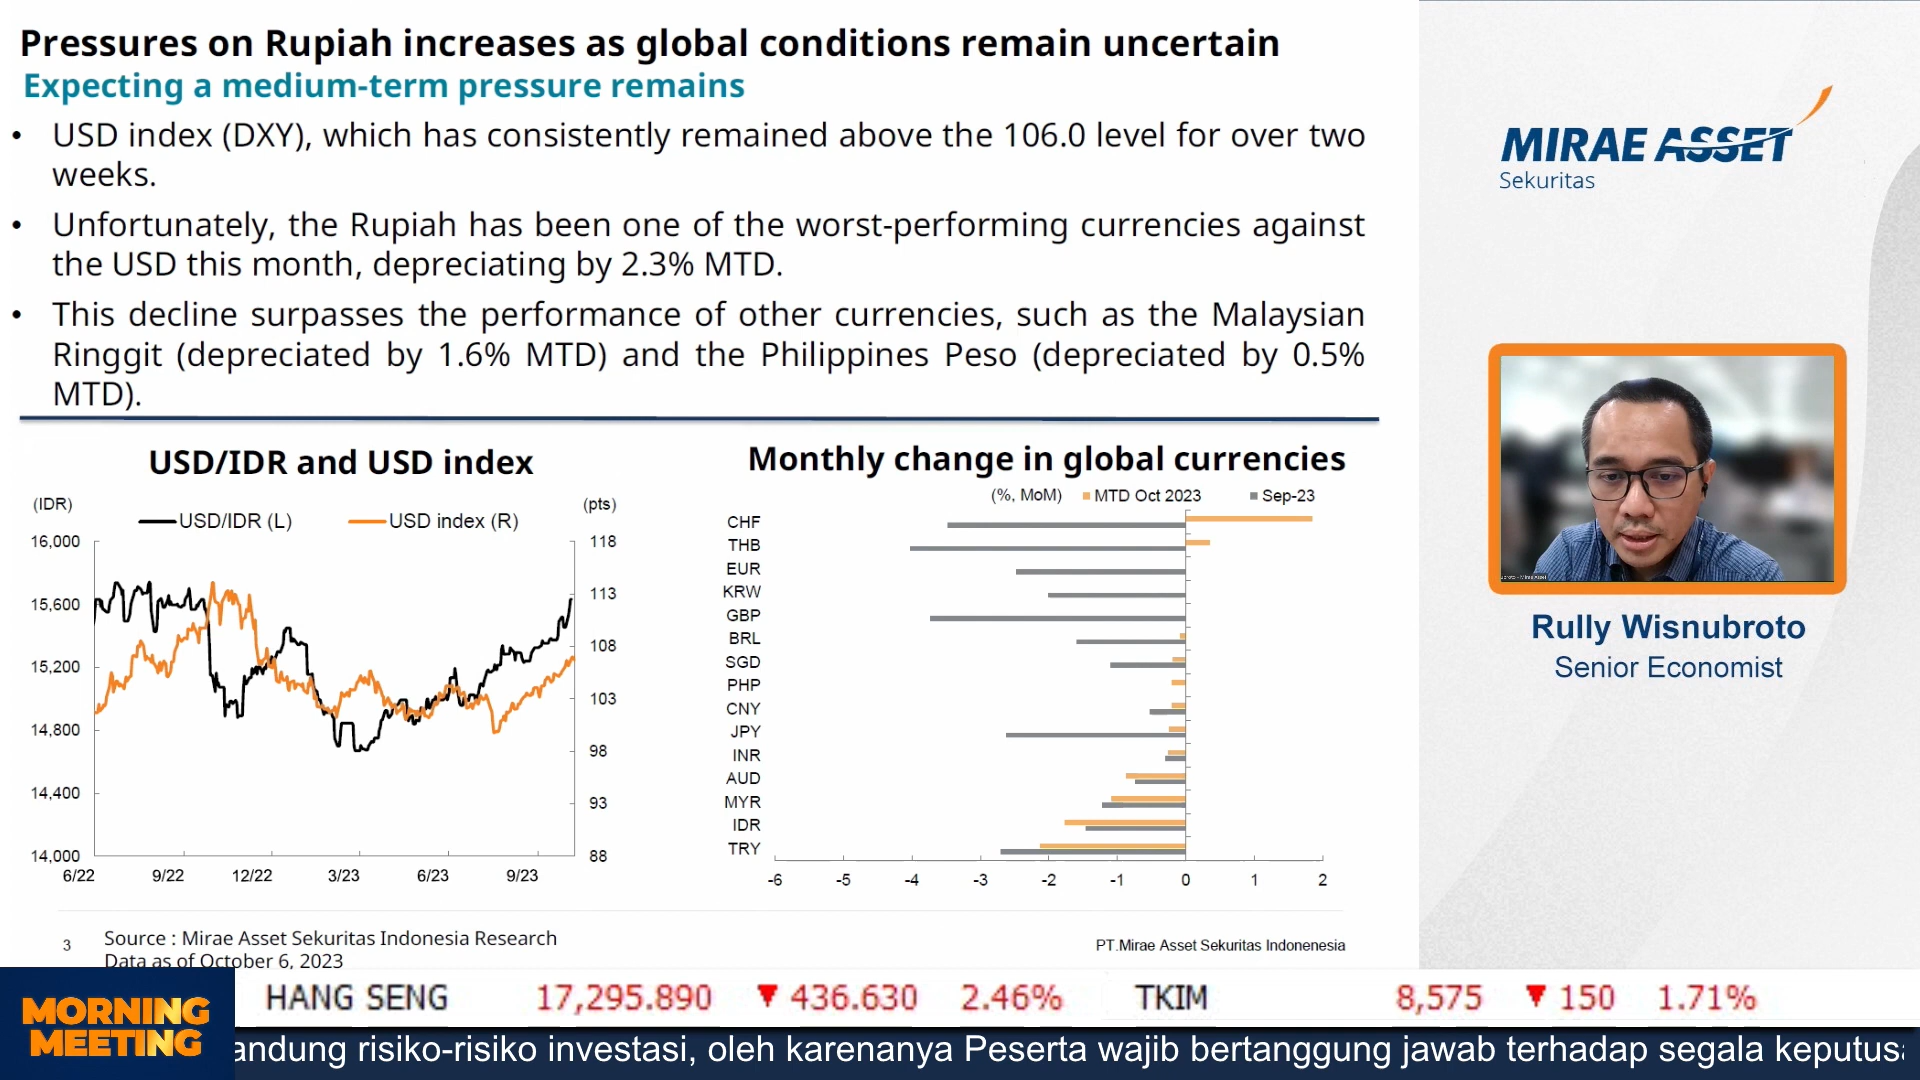 Pressures on Rupiah increases as global conditions remain uncertain
Expecting a medium-term pressure remains
• USD index (DXY), which has consistently remained above the 106.0 level for over two
weeks.
• Unfortunately, the Rupiah has been one of the worst-performing currencies against
the USD this month, depreciating by 2.3% MTD.
• This decline surpasses the performance of other currencies, such as the Malaysian
Ringgit (depreciated by 1.6% MTD) and the Philippines Peso (depreciated by 0.5%
MTD).
USD/IDR and USD index
(IDR)
(pts)
USD/IDR (L)
USD index (R)
16,000
15,600
15,200
14,800
14,400
14,000
118
113
108
103
98
93
88
6/22
9/22
12/22
3/23
6/23
9/23
Monthly change in global currencies
(%, MoM)
MTD Oct 2023
Sep-23
CHF
THB
EUR
KRW
GBP
BRL
SGD
PHP
CNY
JPY
INR
AUD
MYR
IDR
TRY
-6
-5
-4
-3
-2
-1
0
1
2
3
Source : Mirae Asset Sekuritas Indonesia Research
Data as of October 6, 2023
PT.Mirae Asset Sekuritas Indonenesia
MIRAE ASSET
Sekuritas
Rully Wisnubroto
Senior Economist
HANG SENG 17,295.890 ▼ 436.630 2.46% TKIM 8,575 ▼ 150 1.71%
MORNING
MEETING
andung risiko-risiko investasi, oleh karenanya Peserta wajib bertanggung jawab terhadap segala keputusa